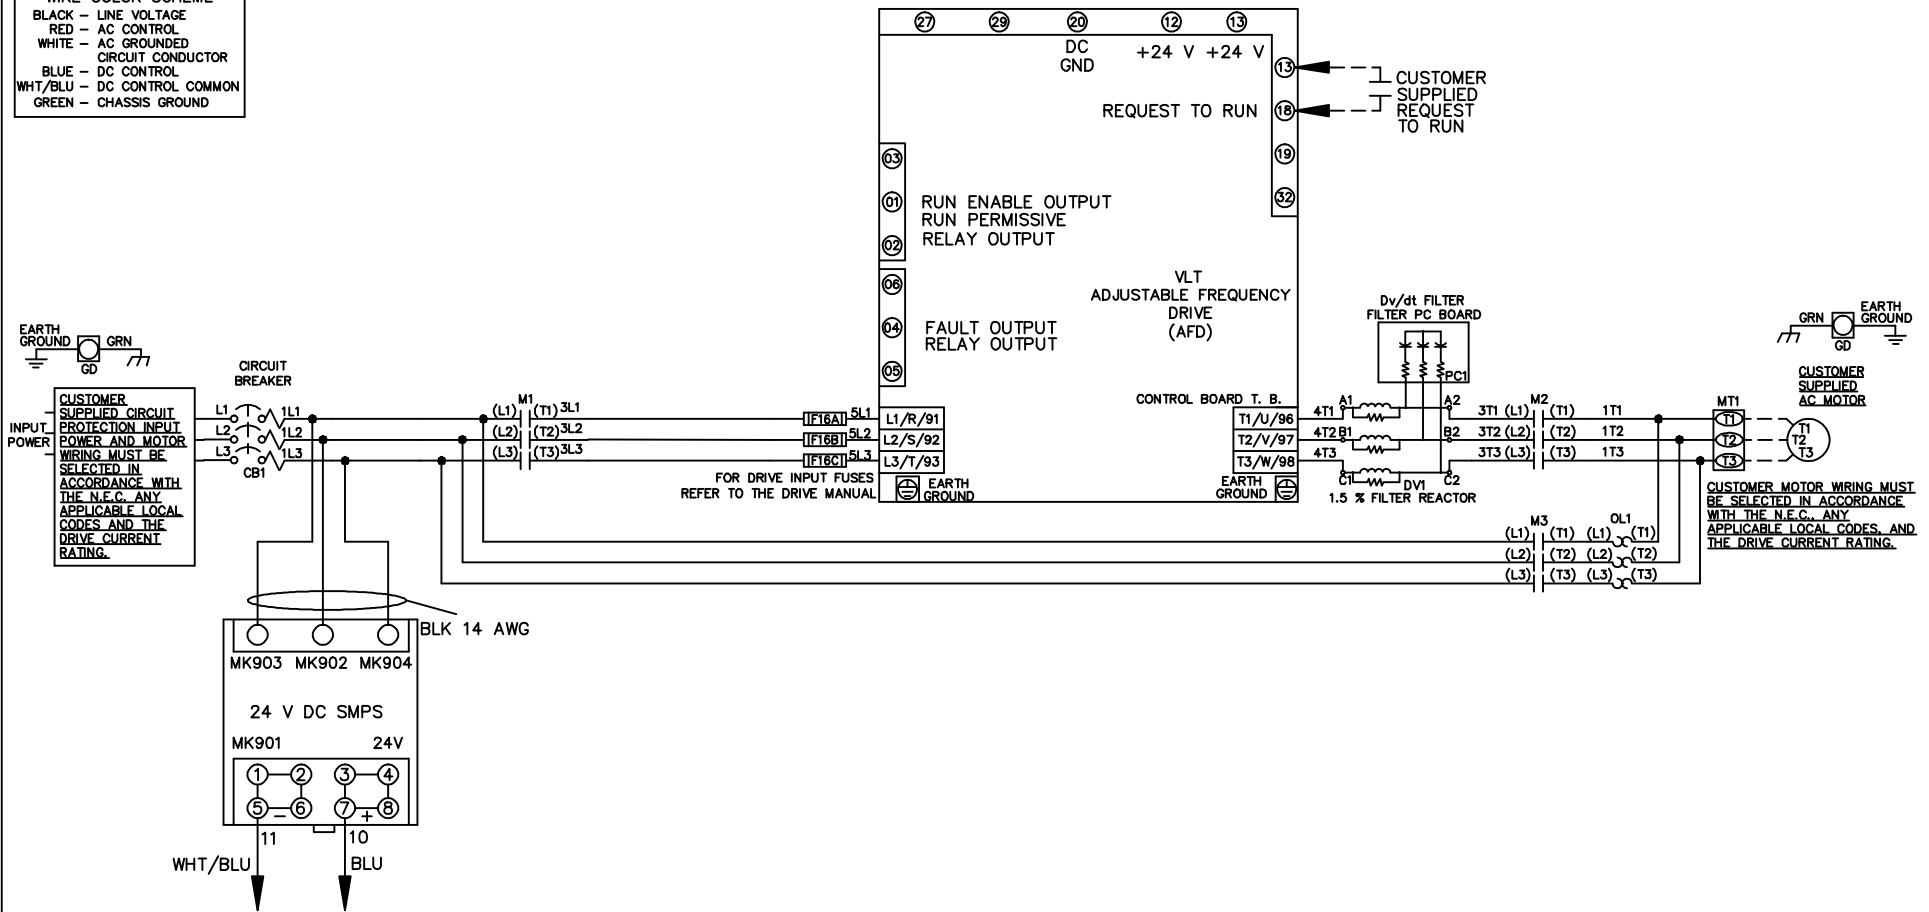 BLACK – LINE VOLTAGE
RED – AC CONTROL
WHITE – AC GROUNDED
CIRCUIT CONDUCTOR
BLUE – DC CONTROL
WHT/BLU – DC CONTROL COMMON
GREEN – CHASSIS GROUND
27 29 20 12 13
DC
GND
+24 V +24 V
13
REQUEST TO RUN 18
19
32
CUSTOMER
SUPPLIED
REQUEST
TO RUN
03
01
02
RUN ENABLE OUTPUT
RUN PERMISSIVE
RELAY OUTPUT
06
04
05
FAULT OUTPUT
RELAY OUTPUT
VLT
ADJUSTABLE FREQUENCY
DRIVE
(AFD)
Dv/dt FILTER
FILTER PC BOARD
PC1
EARTH
GROUND
GRN
GD
CIRCUIT
BREAKER
INPUT
POWER
CUSTOMER
SUPPLIED CIRCUIT
PROTECTION INPUT
POWER AND MOTOR
WIRING MUST BE
SELECTED IN
ACCORDANCE WITH
THE N.E.C. ANY
APPLICABLE LOCAL
CODES AND THE
DRIVE CURRENT
RATING.
L1 1L1
L2 1L2
L3 1L3
CB1
M1
(L1) (T1) 3L1
(L2) (T2) 3L2
(L3) (T3) 3L3
F16A 5L1 L1/R/91
F16B 5L2 L2/S/92
F16C 5L3 L3/T/93
FOR DRIVE INPUT FUSES
REFER TO THE DRIVE MANUAL
EARTH
GROUND
CONTROL BOARD T. B.
T1/U/96 4T1 A1 A2
T2/V/97 4T2 B1 B2
T3/W/98 4T3 C1 C2
EARTH
GROUND
DV1
1.5 % FILTER REACTOR
M2
3T1 (L1) (T1) 1T1
3T2 (L2) (T2) 1T2
3T3 (L3) (T3) 1T3
GRN
EARTH
GROUND
GD
CUSTOMER
SUPPLIED
AC MOTOR
MT1
T1
T2
T3
T1
T2
T3
CUSTOMER MOTOR WIRING MUST
BE SELECTED IN ACCORDANCE
WITH THE N.E.C., ANY
APPLICABLE LOCAL CODES, AND
THE DRIVE CURRENT RATING.
M3 OL1
(L1) (T1) (L1) (T1)
(L2) (T2) (L2) (T2)
(L3) (T3) (L3) (T3)
BLK 14 AWG
MK903 MK902 MK904
24 V DC SMPS
MK901 24V
1 2 3 4
5 6 7 8
– +
11 10
WHT/BLU BLU